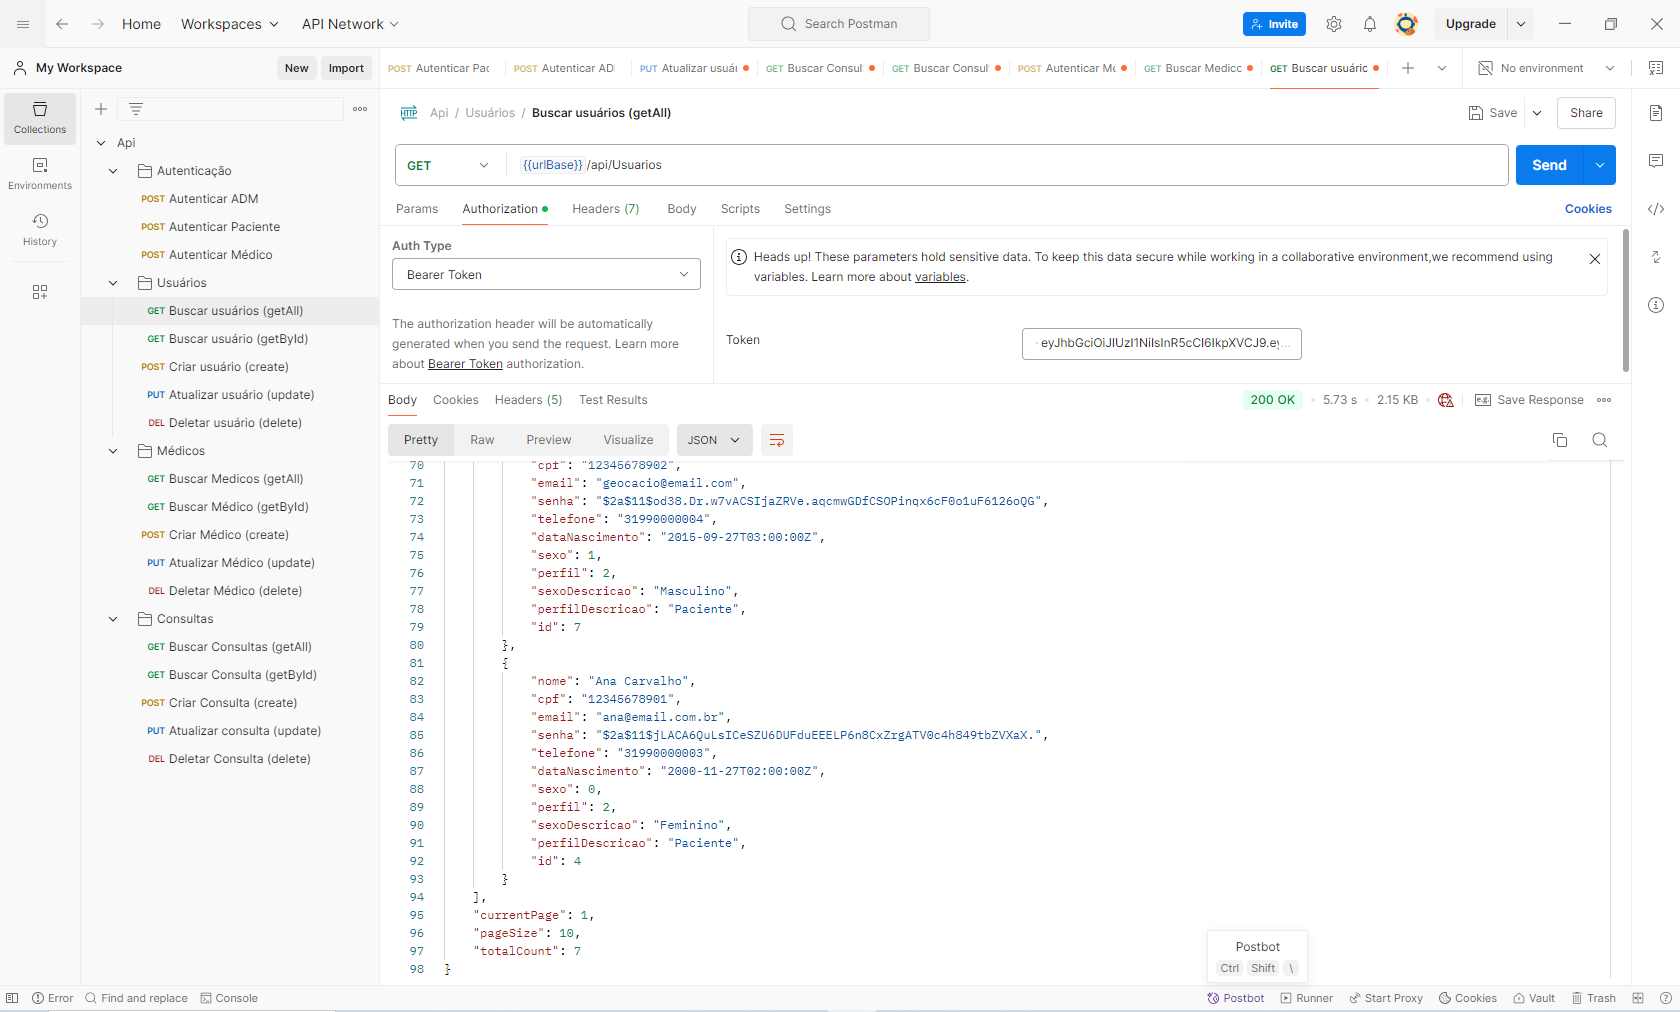 Home Workspaces API Network Search Postman Invite Upgrade
My Workspace New Import POST Autenticar Pac POST Autenticar AD PUT Atualizar usuár GET Buscar Consul GET Buscar Consul POST Autenticar Mé GET Buscar Medicc GET Buscar usuáric No environment
Collections
Environments
History
Api
Autenticação
POST Autenticar ADM
POST Autenticar Paciente
POST Autenticar Médico
Usuários
GET Buscar usuários (getAll)
GET Buscar usuário (getById)
POST Criar usuário (create)
PUT Atualizar usuário (update)
DEL Deletar usuário (delete)
Médicos
GET Buscar Medicos (getAll)
GET Buscar Médico (getById)
POST Criar Médico (create)
PUT Atualizar Médico (update)
DEL Deletar Médico (delete)
Consultas
GET Buscar Consultas (getAll)
GET Buscar Consulta (getById)
POST Criar Consulta (create)
PUT Atualizar consulta (update)
DEL Deletar Consulta (delete)
HTTP Api / Usuários / Buscar usuários (getAll) Save Share
GET {{urlBase}} /api/Usuarios Send
Params Authorization Headers (7) Body Scripts Settings Cookies
Auth Type
Bearer Token
The authorization header will be automatically
generated when you send the request. Learn more
about Bearer Token authorization.
Heads up! These parameters hold sensitive data. To keep this data secure while working in a collaborative environment,we recommend using
variables. Learn more about variables.
Token eyJhbGciOiJIUzI1NiIsInR5cCI6IkpXVCJ9.ey...
Body Cookies Headers (5) Test Results 200 OK 5.73 s 2.15 KB e.g. Save Response
Pretty Raw Preview Visualize JSON
70 "cpf": "12345678902",
71 "email": "geocacio@email.com",
72 "senha": "$2a$11$od38.Dr.w7vACSIjaZRVe.aqcmwGDfCSOPinqx6cF0o1uF6126oQG",
73 "telefone": "31990000004",
74 "dataNascimento": "2015-09-27T03:00:00Z",
75 "sexo": 1,
76 "perfil": 2,
77 "sexoDescricao": "Masculino",
78 "perfilDescricao": "Paciente",
79 "id": 7
80 },
81 {
82 "nome": "Ana Carvalho",
83 "cpf": "12345678901",
84 "email": "ana@email.com.br",
85 "senha": "$2a$11$jLACA6QuLsICeSZU6DUFduEEELP6n8CxZrgATV0c4h849tbZVXaX.",
86 "telefone": "31990000003",
87 "dataNascimento": "2000-11-27T02:00:00Z",
88 "sexo": 0,
89 "perfil": 2,
90 "sexoDescricao": "Feminino",
91 "perfilDescricao": "Paciente",
92 "id": 4
93 }
94 ],
95 "currentPage": 1,
96 "pageSize": 10,
97 "totalCount": 7
98 }
Postbot
Ctrl Shift \
Error Find and replace Console Postbot Runner Start Proxy Cookies Vault Trash